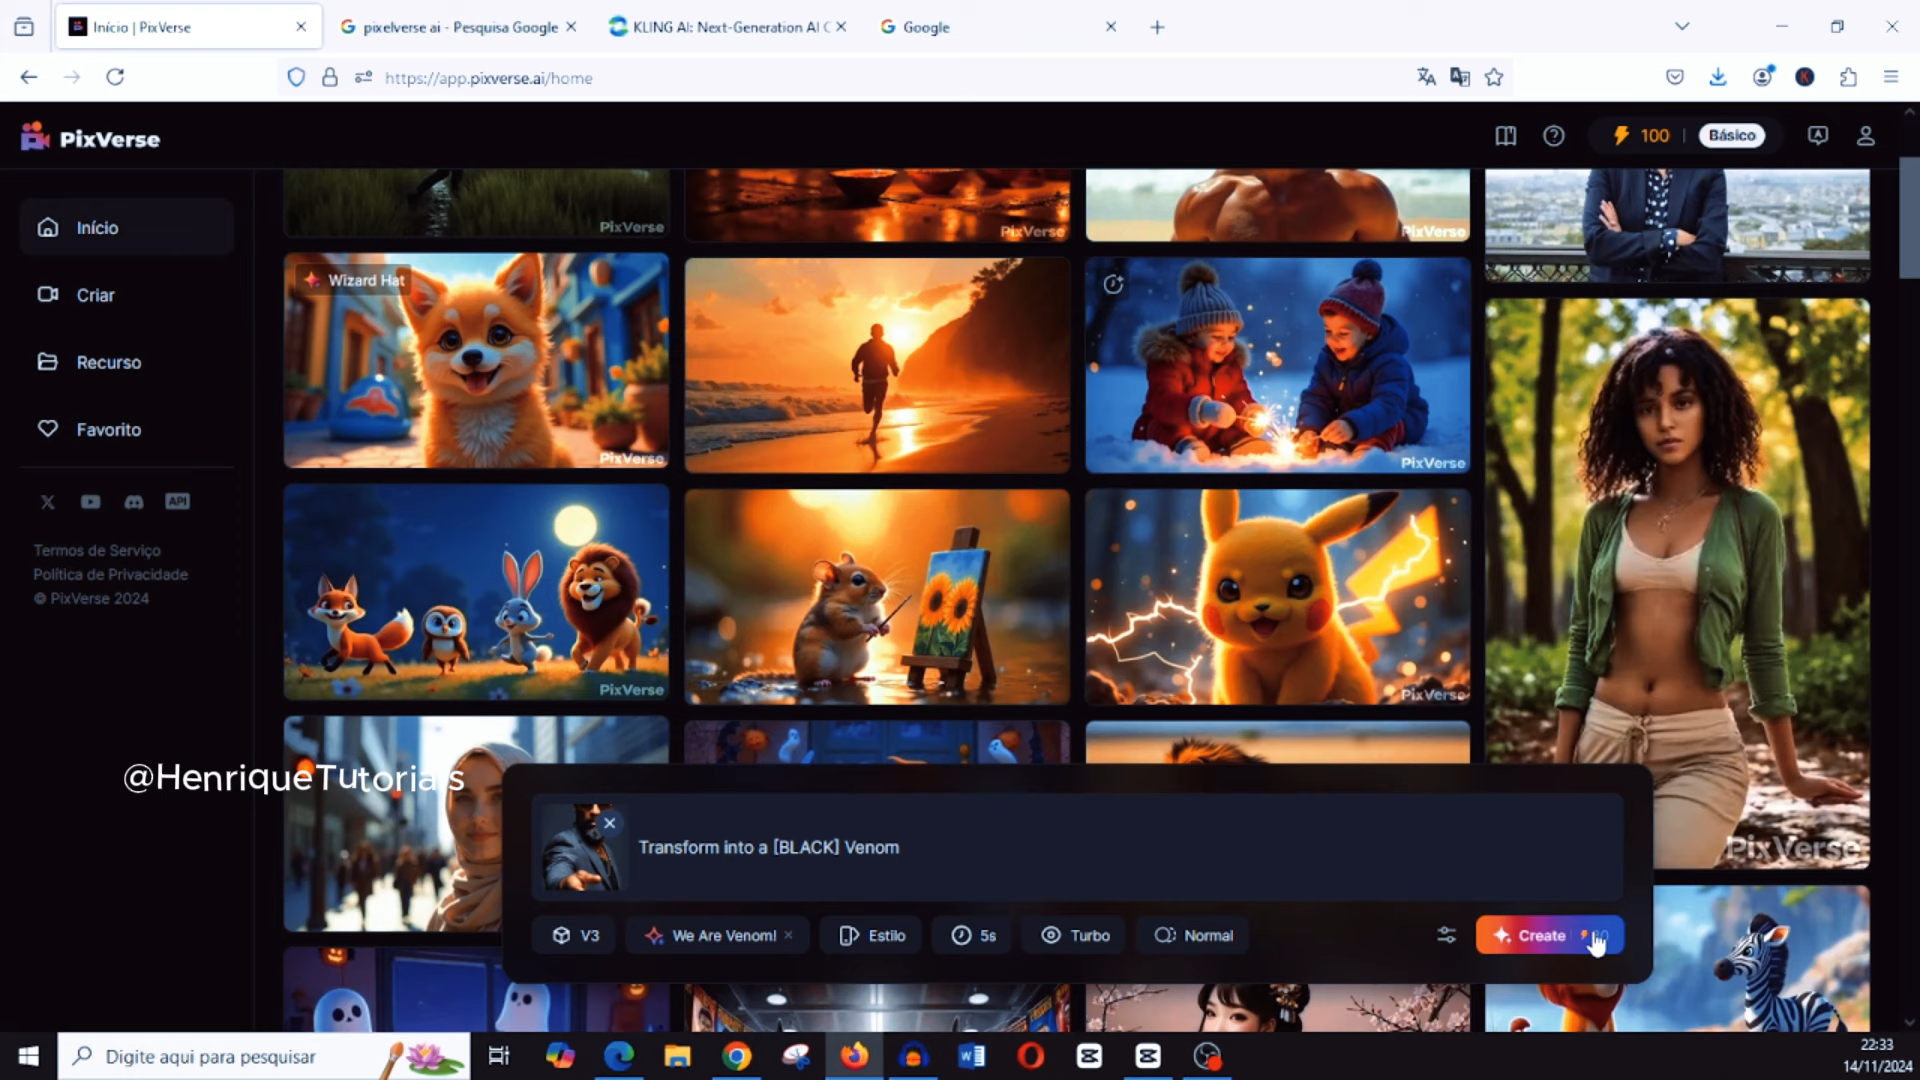 Início | PixVerse
pixelverse ai - Pesquisa Google
KLING AI: Next-Generation AI C
Google
https://app.pixverse.ai/home
PixVerse
100
Básico
Início
Criar
Recurso
Favorito
API
Termos de Serviço
Política de Privacidade
© PixVerse 2024
PixVerse
PixVerse
PixVerse
Wizard Hat
PixVerse
PixVerse
PixVerse
PixVerse
PixVerse
@HenriqueTutoria s
Transform into a [BLACK] Venom
V3
We Are Venom!
Estilo
5s
Turbo
Normal
Create
Digite aqui para pesquisar
22:33
14/11/2024